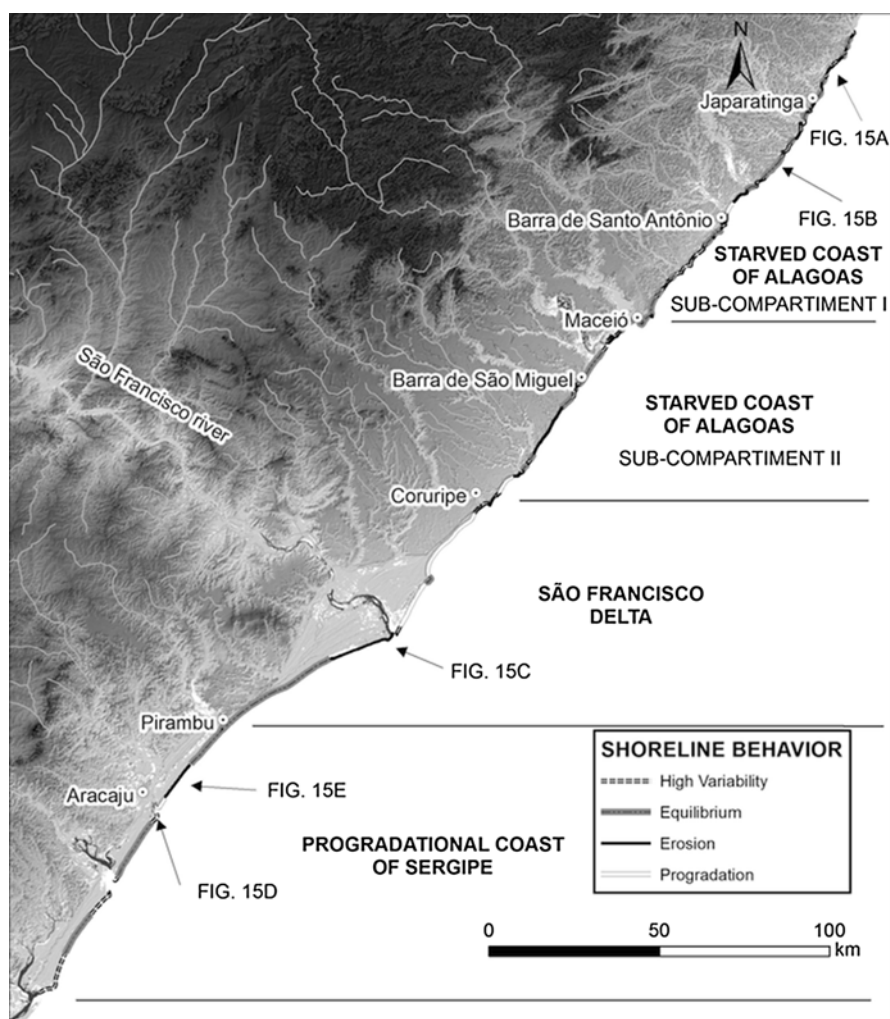 N
Japaratinga
FIG. 15A
FIG. 15B
Barra de Santo Antônio
STARVED COAST
OF ALAGOAS
SUB-COMPARTIMENT I
Maceió
Barra de São Miguel
São Francisco river
STARVED COAST
OF ALAGOAS
SUB-COMPARTIMENT II
Coruripe
SÃO FRANCISCO
DELTA
FIG. 15C
Pirambu
SHORELINE BEHAVIOR
High Variability
Equilibrium
Erosion
Progradation
FIG. 15E
Aracaju
PROGRADATIONAL COAST
OF SERGIPE
FIG. 15D
0 50 100
km